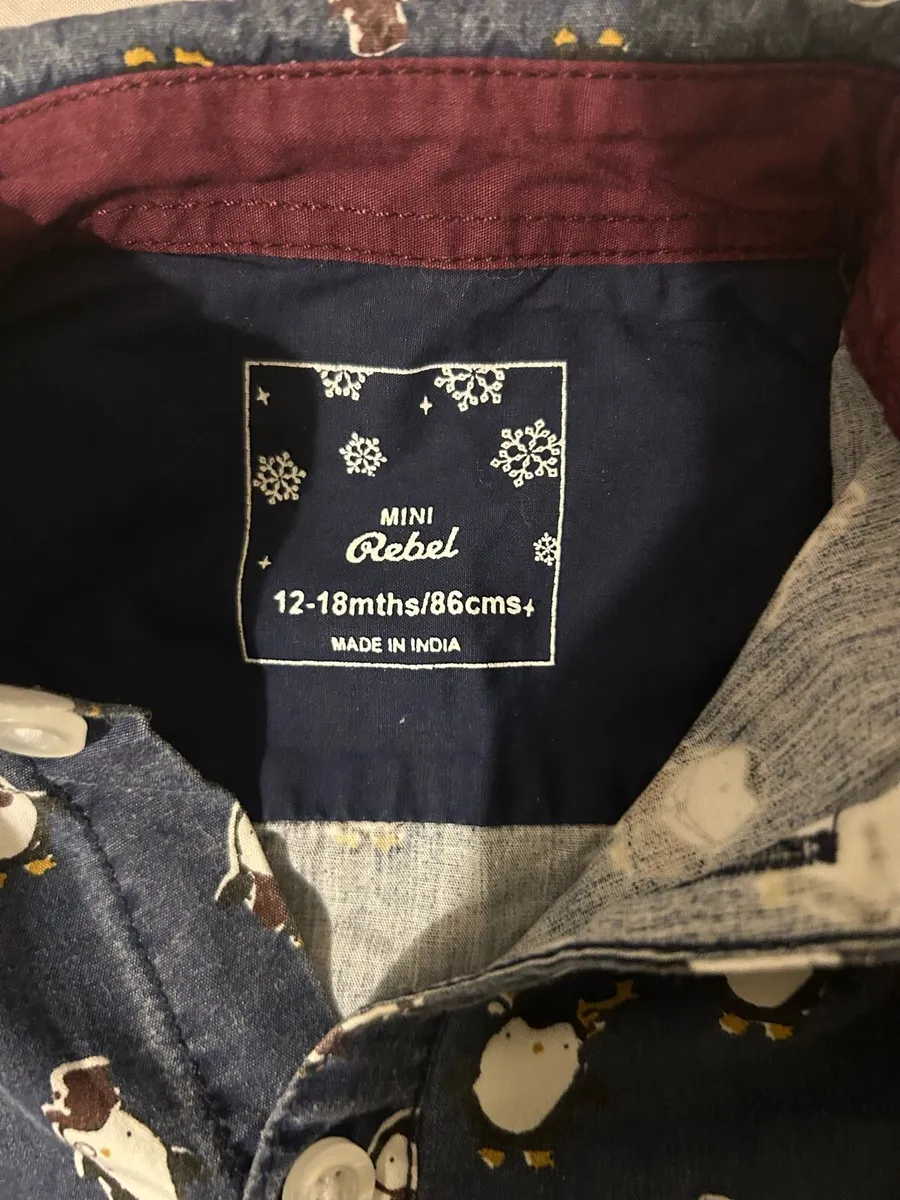 MINI
Rebel
12-18mths/86cms
MADE IN INDIA